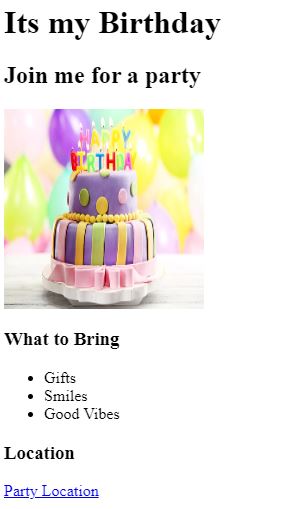 Its my Birthday
Join me for a party
HAPPY
BIRTHDAY
What to Bring
Gifts
Smiles
Good Vibes
Location
Party Location